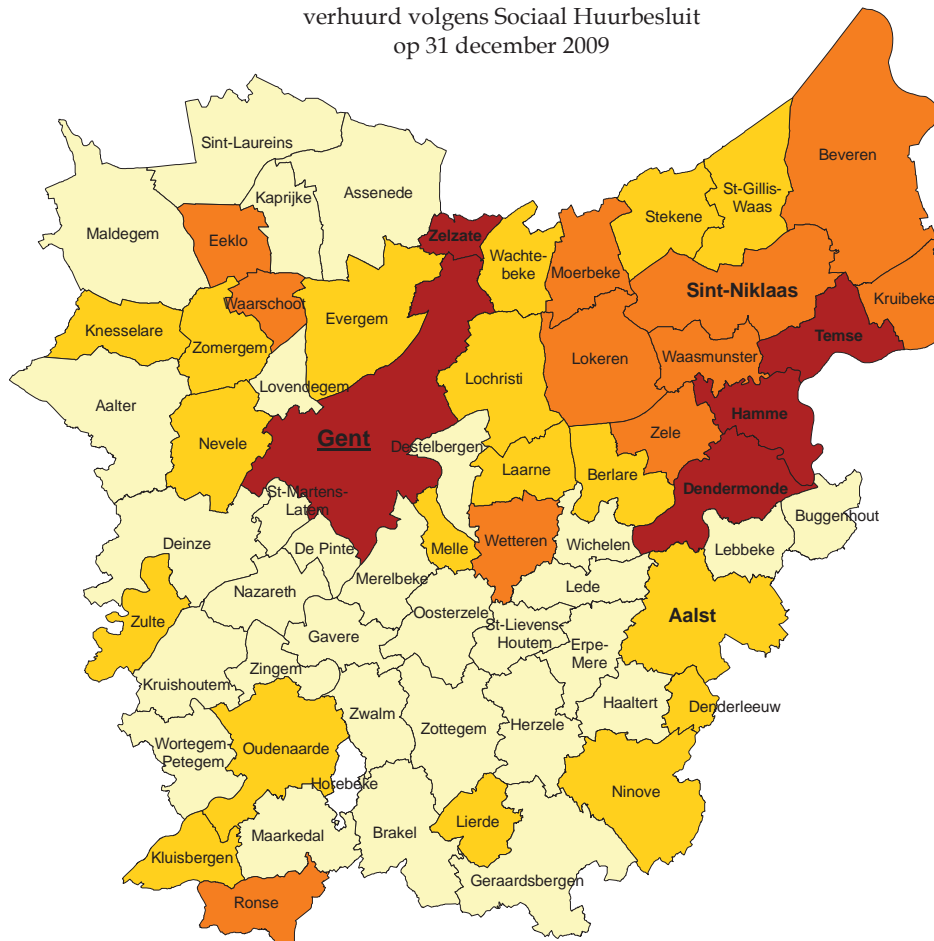 verhuurd volgens Sociaal Huurbesluit
op 31 december 2009
Sint-Laureins
Beveren
Kaprijke
Assenede
St-Gillis-
Waas
Stekene
Maldegem
Eeklo
Zelzate
Wachte-
beke
Moerbeke
Sint-Niklaas
Kruibeke
Waarschoot
Evergem
Knesselare
Zomergem
Temse
Lokeren
Waasmunster
Lochristi
Lovendegem
Aalter
Hamme
Nevele
Gent
Destelbergen
Zele
Laarne
Berlare
Dendermonde
St-Martens-
Latem
Buggenhout
Deinze
De Pinte
Melle
Wetteren
Wichelen
Lebbeke
Merelbeke
Nazareth
Lede
Oosterzele
Zulte
St-Lievens-
Houtem
Aalst
Gavere
Erpe-
Mere
Zingem
Kruishoutem
Haaltert
Denderleeuw
Zwalm
Zottegem
Herzele
Wortegem-
Petegem
Oudenaarde
Horebeke
Ninove
Lierde
Maarkedal
Brakel
Kluisbergen
Geraardsbergen
Ronse